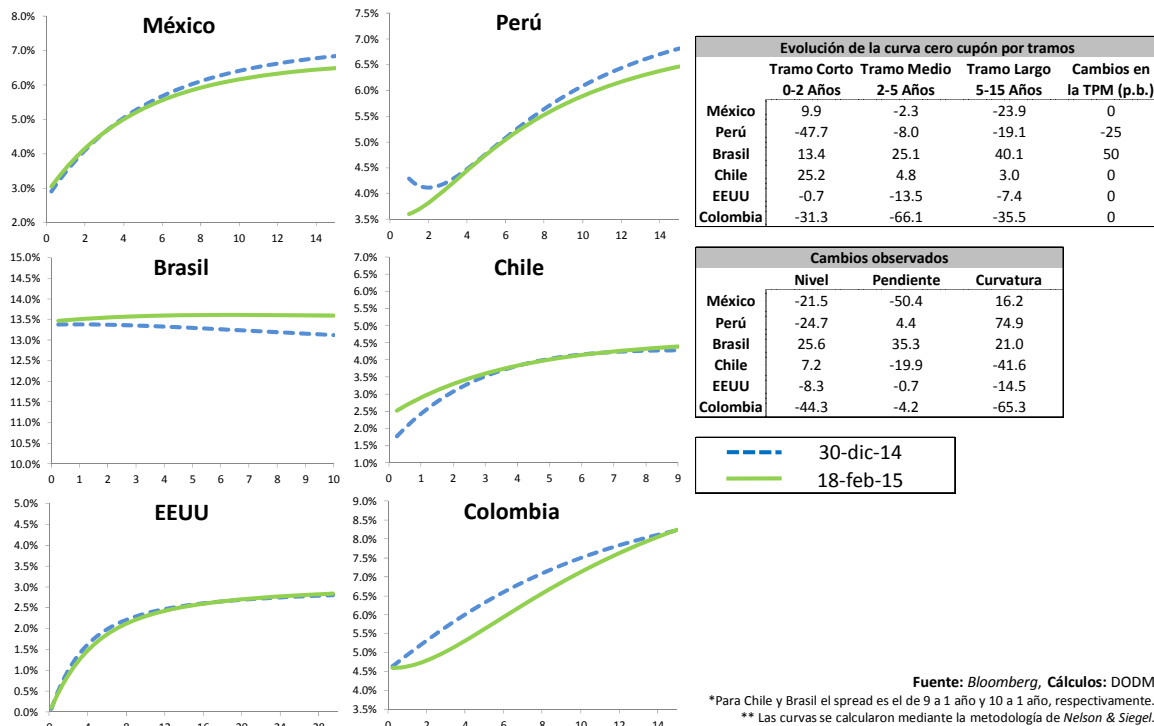 México
8.0%
7.0%
6.0%
5.0%
4.0%
3.0%
2.0%
0 2 4 6 8 10 12 14
Perú
7.5%
7.0%
6.5%
6.0%
5.5%
5.0%
4.5%
4.0%
3.5%
0 2 4 6 8 10 12 14
Evolución de la curva cero cupón por tramos
Tramo Corto Tramo Medio Tramo Largo Cambios en
0-2 Años 2-5 Años 5-15 Años la TPM (p.b.)
México 9.9 -2.3 -23.9 0
Perú -47.7 -8.0 -19.1 -25
Brasil 13.4 25.1 40.1 50
Chile 25.2 4.8 3.0 0
EEUU -0.7 -13.5 -7.4 0
Colombia -31.3 -66.1 -35.5 0
Brasil
15.0%
14.5%
14.0%
13.5%
13.0%
12.5%
12.0%
11.5%
11.0%
10.5%
10.0%
0 1 2 3 4 5 6 7 8 9 10
Chile
7.0%
6.5%
6.0%
5.5%
5.0%
4.5%
4.0%
3.5%
3.0%
2.5%
2.0%
1.5%
1.0%
0 1 2 3 4 5 6 7 8 9
Cambios observados
Nivel Pendiente Curvatura
México -21.5 -50.4 16.2
Perú -24.7 4.4 74.9
Brasil 25.6 35.3 21.0
Chile 7.2 -19.9 -41.6
EEUU -8.3 -0.7 -14.5
Colombia -44.3 -4.2 -65.3
30-dic-14
18-feb-15
EEUU
5.0%
4.5%
4.0%
3.5%
3.0%
2.5%
2.0%
1.5%
1.0%
0.5%
0.0%
0 4 8 12 16 20 24 28
Colombia
9.0%
8.5%
8.0%
7.5%
7.0%
6.5%
6.0%
5.5%
5.0%
4.5%
4.0%
3.5%
0 2 4 6 8 10 12 14
Fuente: Bloomberg, Cálculos: DODM
*Para Chile y Brasil el spread es el de 9 a 1 año y 10 a 1 año, respectivamente.
** Las curvas se calcularon mediante la metodología de Nelson & Siegel.